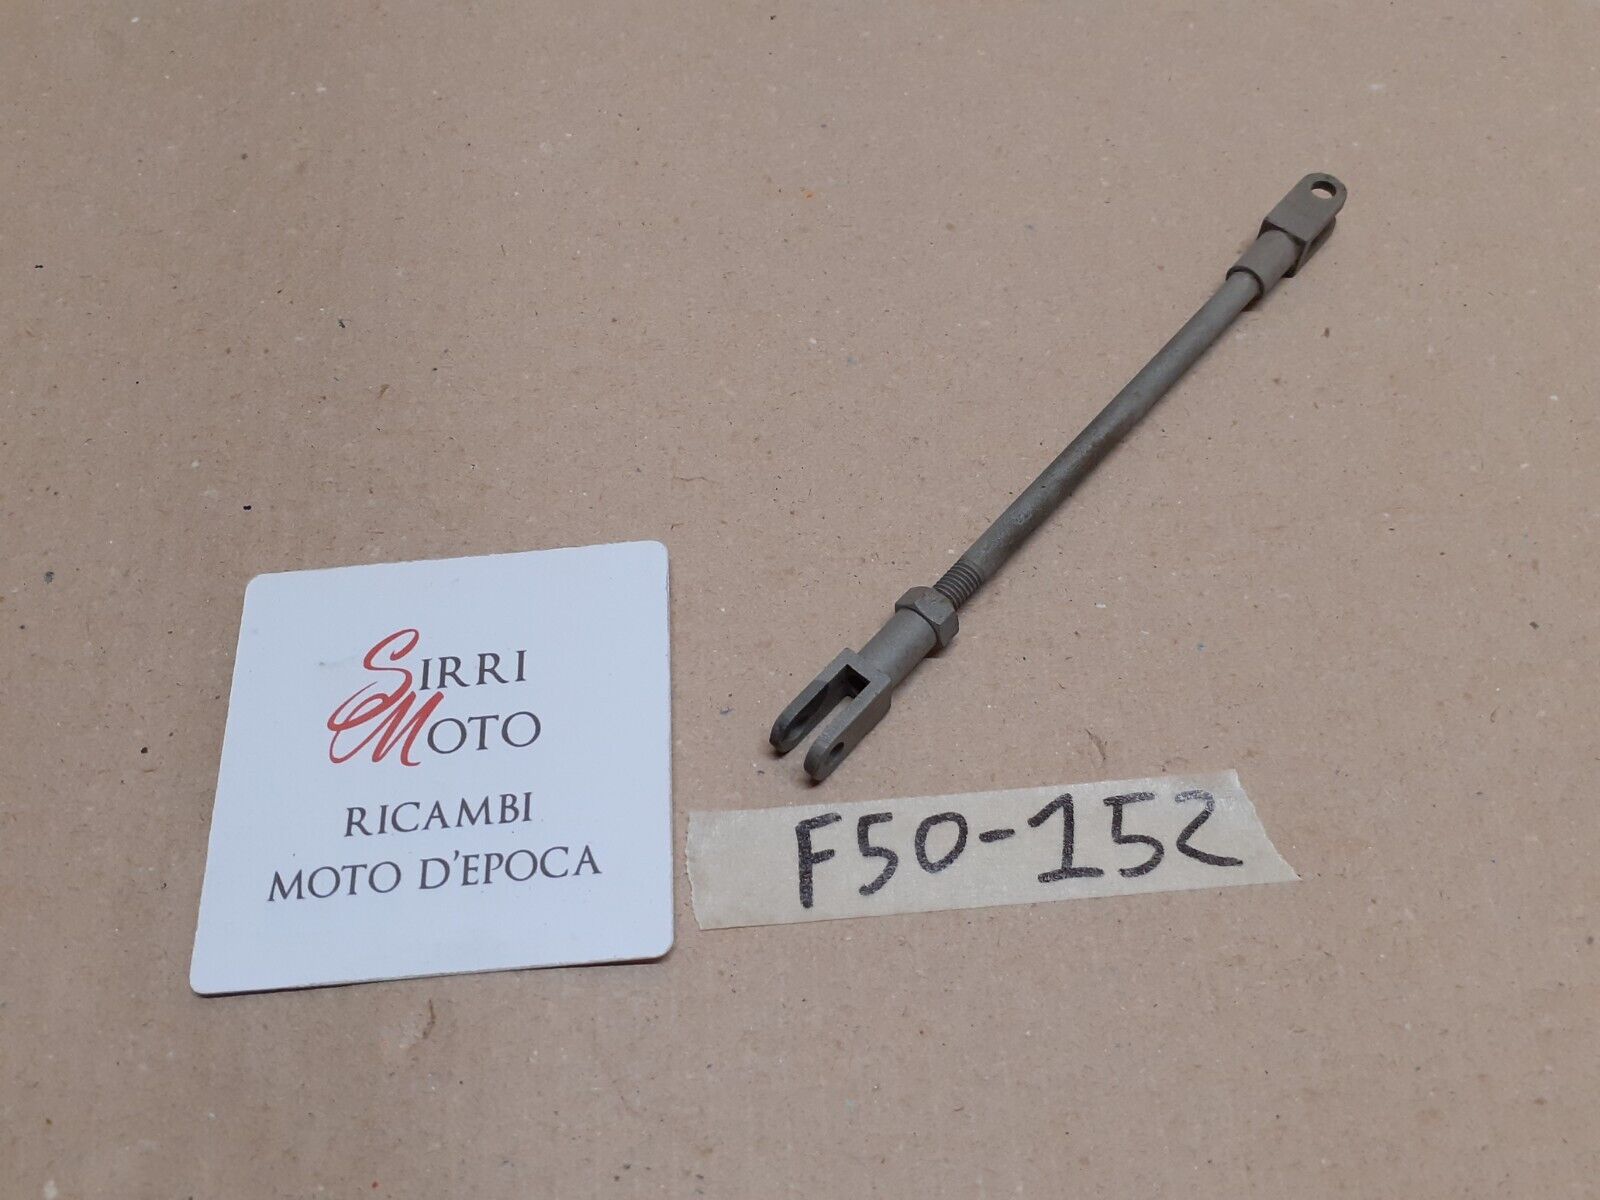 SIRRI
MOTO
RICAMBI
MOTO D'EPOCA
F50-152